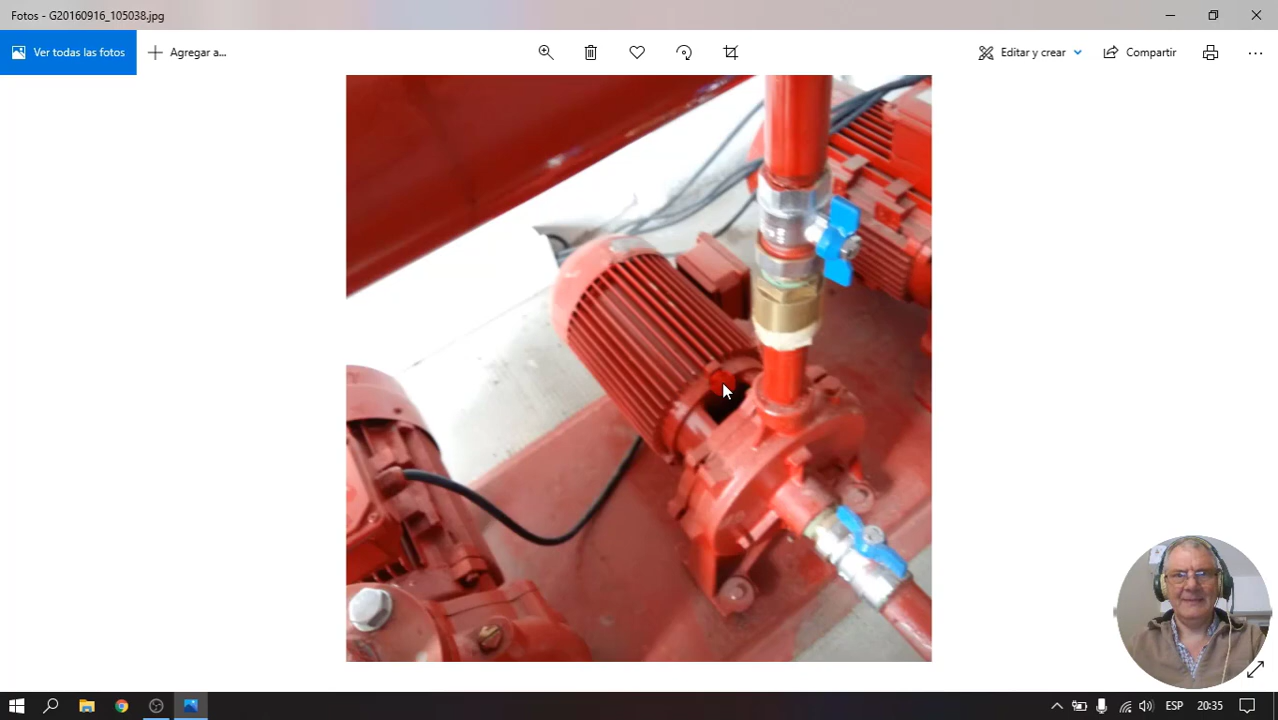 Fotos - G20160916_105038.jpg
Ver todas las fotos
Agregar a...
Editar y crear
Compartir
ESP
20:35